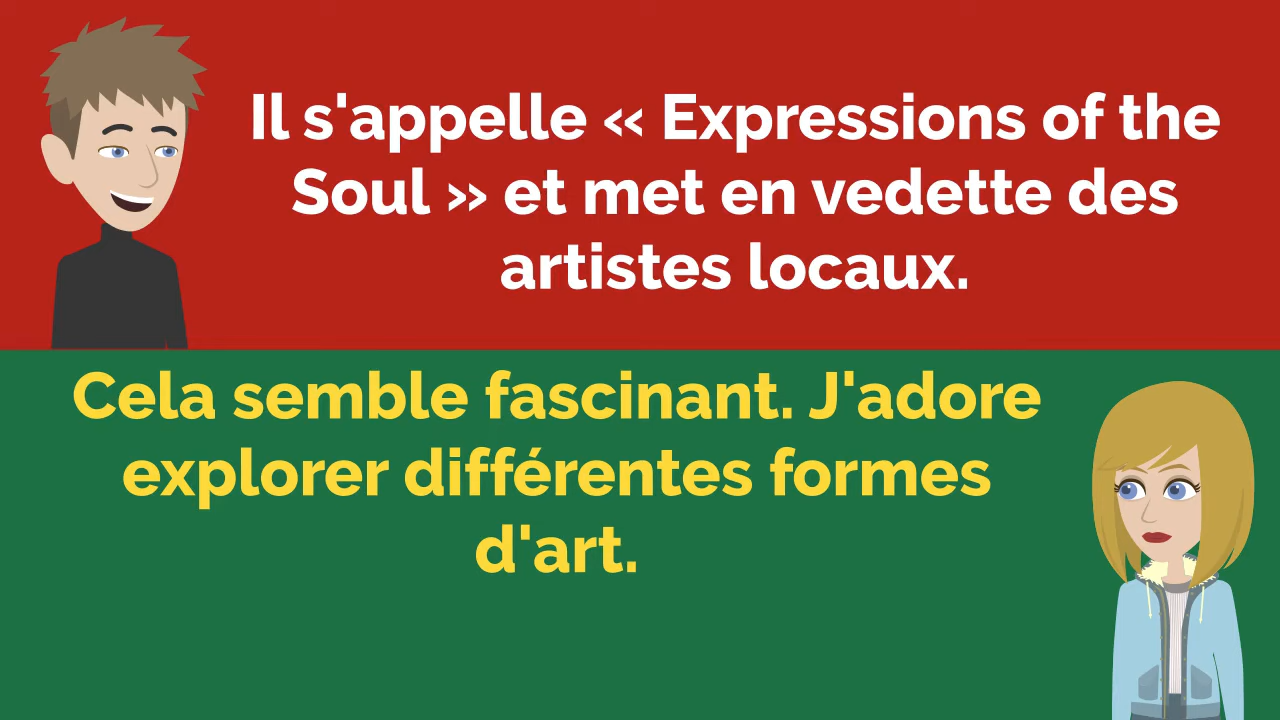 Il s'appelle « Expressions of the
Soul » et met en vedette des
artistes locaux.
Cela semble fascinant. J'adore
explorer différentes formes
d'art.